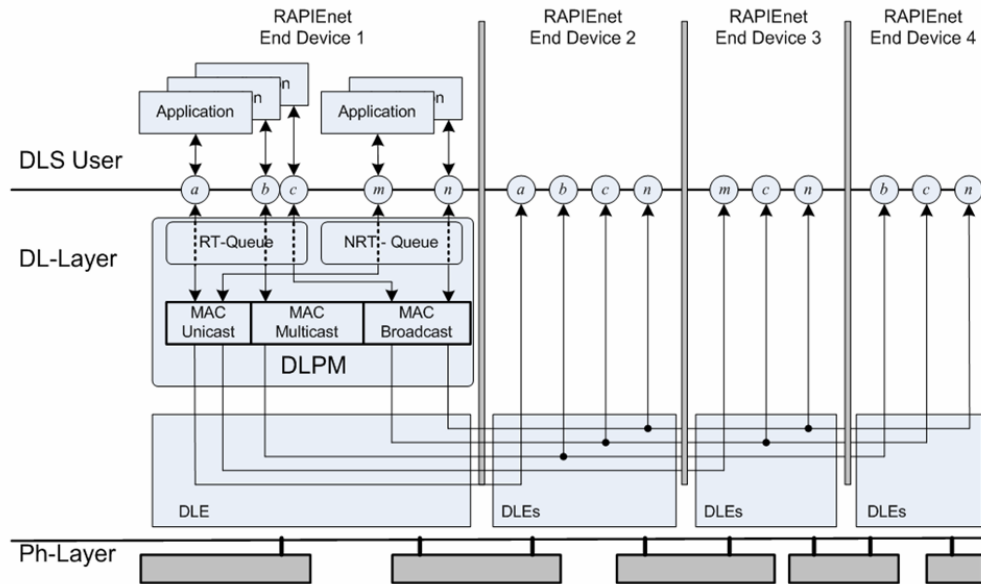 RAPIEnet
End Device 1
RAPIEnet
End Device 2
RAPIEnet
End Device 3
RAPIEnet
End Device 4
on
n
Application
on
Application
DLS User
a
b
c
m
n
a
b
c
n
m
c
n
b
c
n
RT-Queue
NRT - Queue
DL-Layer
MAC
Unicast
MAC
Multicast
MAC
Broadcast
DLPM
DLE
DLEs
DLEs
DLEs
Ph-Layer